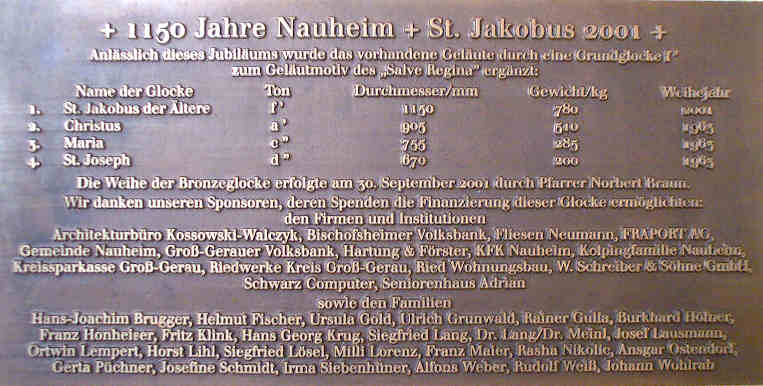 + 1150 Jahre Nauheim + St. Jakobus 2001 +
Anlässlich dieses Jubiläums wurde das vorhandene Geläute durch eine Grundglocke f'
zum Geläutmotiv des „Salve Regina" ergänzt:
Name der Glocke Ton Durchmesser/mm Gewicht/kg Weihejahr
1. St. Jakobus der Ältere f' 1150 780 2001
2. Christus a' 905 510 1963
3. Maria c" 755 285 1963
4. St. Joseph d" 670 200 1963
Die Weihe der Bronzeglocke erfolgte am 30. September 2001 durch Pfarrer Norbert Braun.
Wir danken unseren Sponsoren, deren Spenden die Finanzierung dieser Glocke ermöglichten:
den Firmen und Institutionen
Architekturbüro Kossowski-Walczyk, Bischofsheimer Volksbank, Fliesen Neumann, FRAPORT AG,
Gemeinde Nauheim, Groß-Gerauer Volksbank, Hartung & Förster, KFK Nauheim, Kolpingfamilie Nauheim,
Kreissparkasse Groß-Gerau, Riedwerke Kreis Groß-Gerau, Ried Wohnungsbau, W. Schreiber & Söhne GmbH,
Schwarz Computer, Seniorenhaus Adrian
sowie den Familien
Hans-Joachim Brugger, Helmut Fischer, Ursula Gold, Ulrich Grunwald, Rainer Gulla, Burkhard Höhner,
Franz Honheiser, Fritz Klink, Hans Georg Krug, Siegfried Lang, Dr. Lang/Dr. Meinl, Josef Lausmann,
Ortwin Lempert, Horst Lihl, Siegfried Lösel, Milli Lorenz, Franz Maier, Rasha Nikolic, Ansgar Ostendorf,
Gerta Püchner, Josefine Schmidt, Irma Siebenhüner, Alfons Weber, Rudolf Weiß, Johann Wohlrab